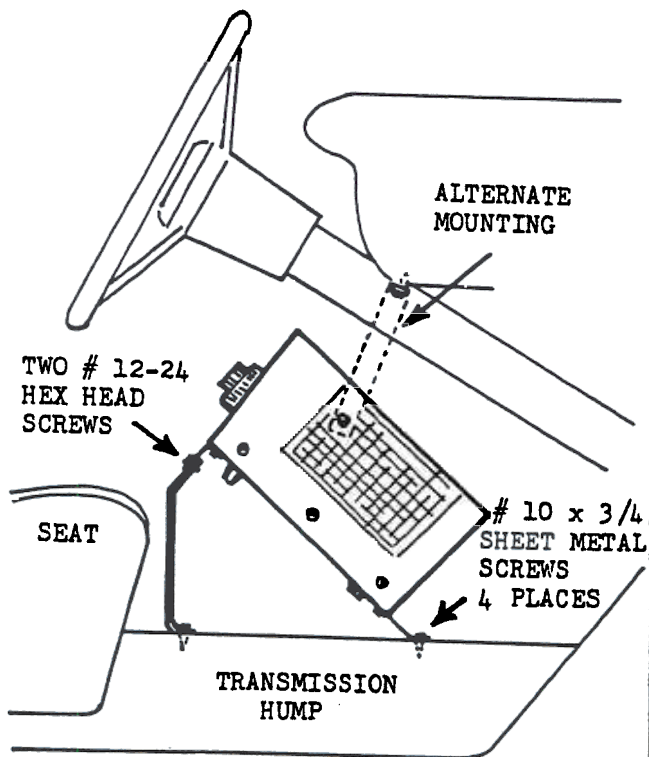 ALTERNATE
MOUNTING
TWO # 12-24
HEX HEAD
SCREWS
SEAT
# 10 x 3/4
SHEET METAL
SCREWS
4 PLACES
TRANSMISSION
HUMP